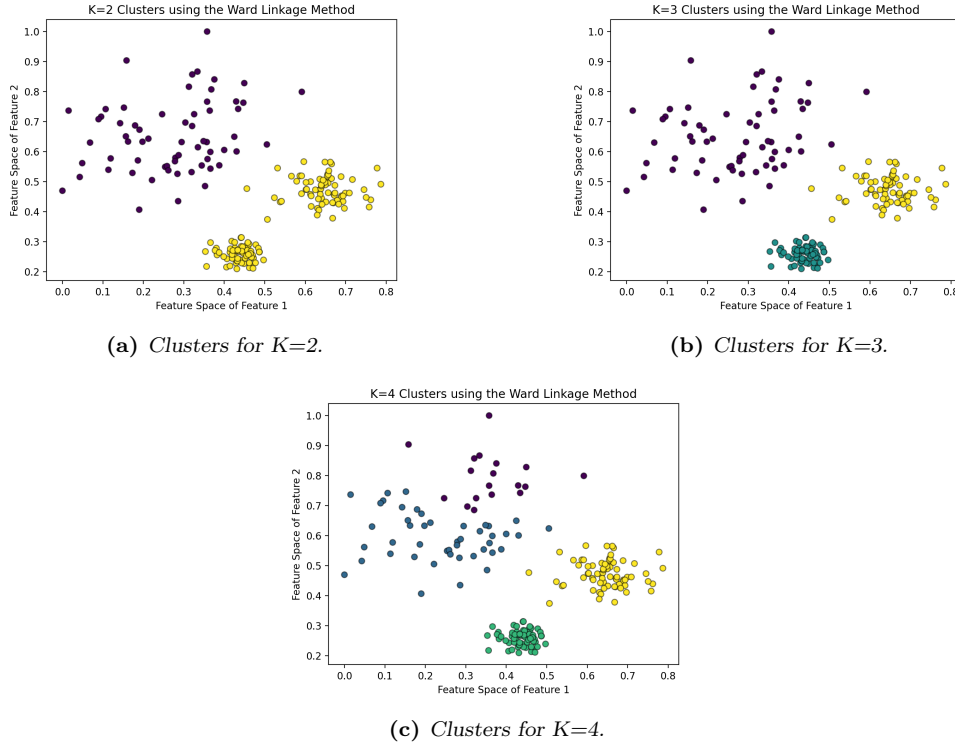 K=2 Clusters using the Ward Linkage Method
1.0
0.9
0.8
0.7
0.6
0.5
0.4
0.3
0.2
Feature Space of Feature 2
0.0 0.1 0.2 0.3 0.4 0.5 0.6 0.7 0.8
Feature Space of Feature 1
(a) Clusters for K=2.
K=3 Clusters using the Ward Linkage Method
1.0
0.9
0.8
0.7
0.6
0.5
0.4
0.3
0.2
Feature Space of Feature 2
0.0 0.1 0.2 0.3 0.4 0.5 0.6 0.7 0.8
Feature Space of Feature 1
(b) Clusters for K=3.
K=4 Clusters using the Ward Linkage Method
1.0
0.9
0.8
0.7
0.6
0.5
0.4
0.3
0.2
Feature Space of Feature 2
0.0 0.1 0.2 0.3 0.4 0.5 0.6 0.7 0.8
Feature Space of Feature 1
(c) Clusters for K=4.